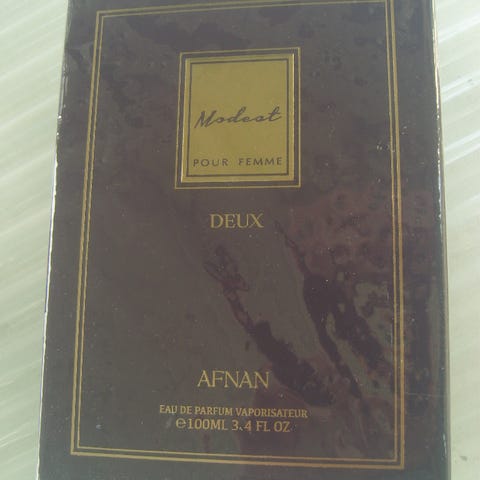 Modest
POUR FEMME
DEUX
AFNAN
EAU DE PARFUM VAPORISATEUR
℮100ML 3.4 FL OZ